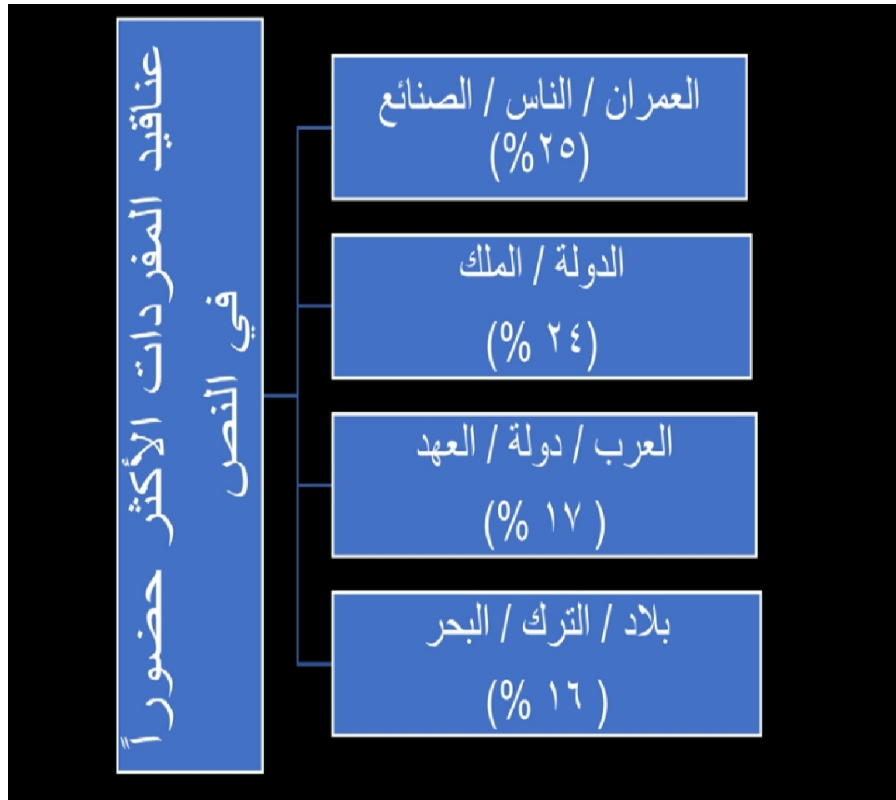 عناقيد المفردات الأكثر حضوراً
في النص
العمران / الناس / الصنائع
(٢٥%)
الدولة / الملك
(٢٤ %)
العرب / دولة / العهد
( ١٧ %)
بلاد / الترك / البحر
( ١٦ %)